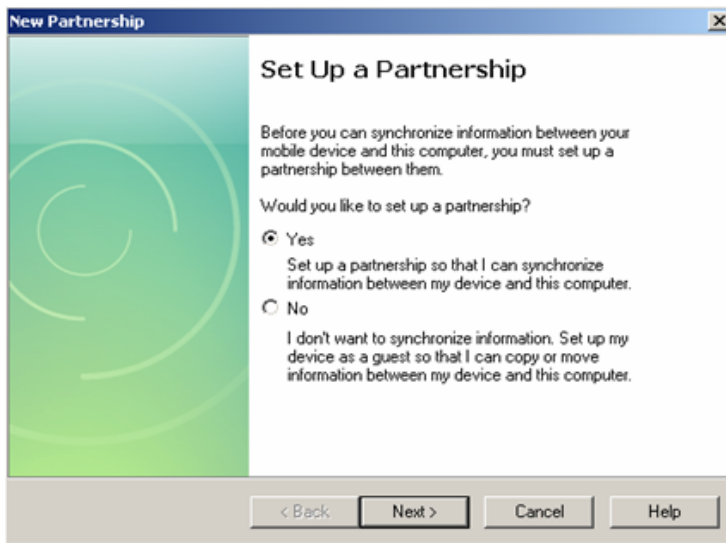 New Partnership
Set Up a Partnership
Before you can synchronize information between your
mobile device and this computer, you must set up a
partnership between them.
Would you like to set up a partnership?
Yes
Set up a partnership so that I can synchronize
information between my device and this computer.
No
I don't want to synchronize information. Set up my
device as a guest so that I can copy or move
information between my device and this computer.
< Back Next > Cancel Help